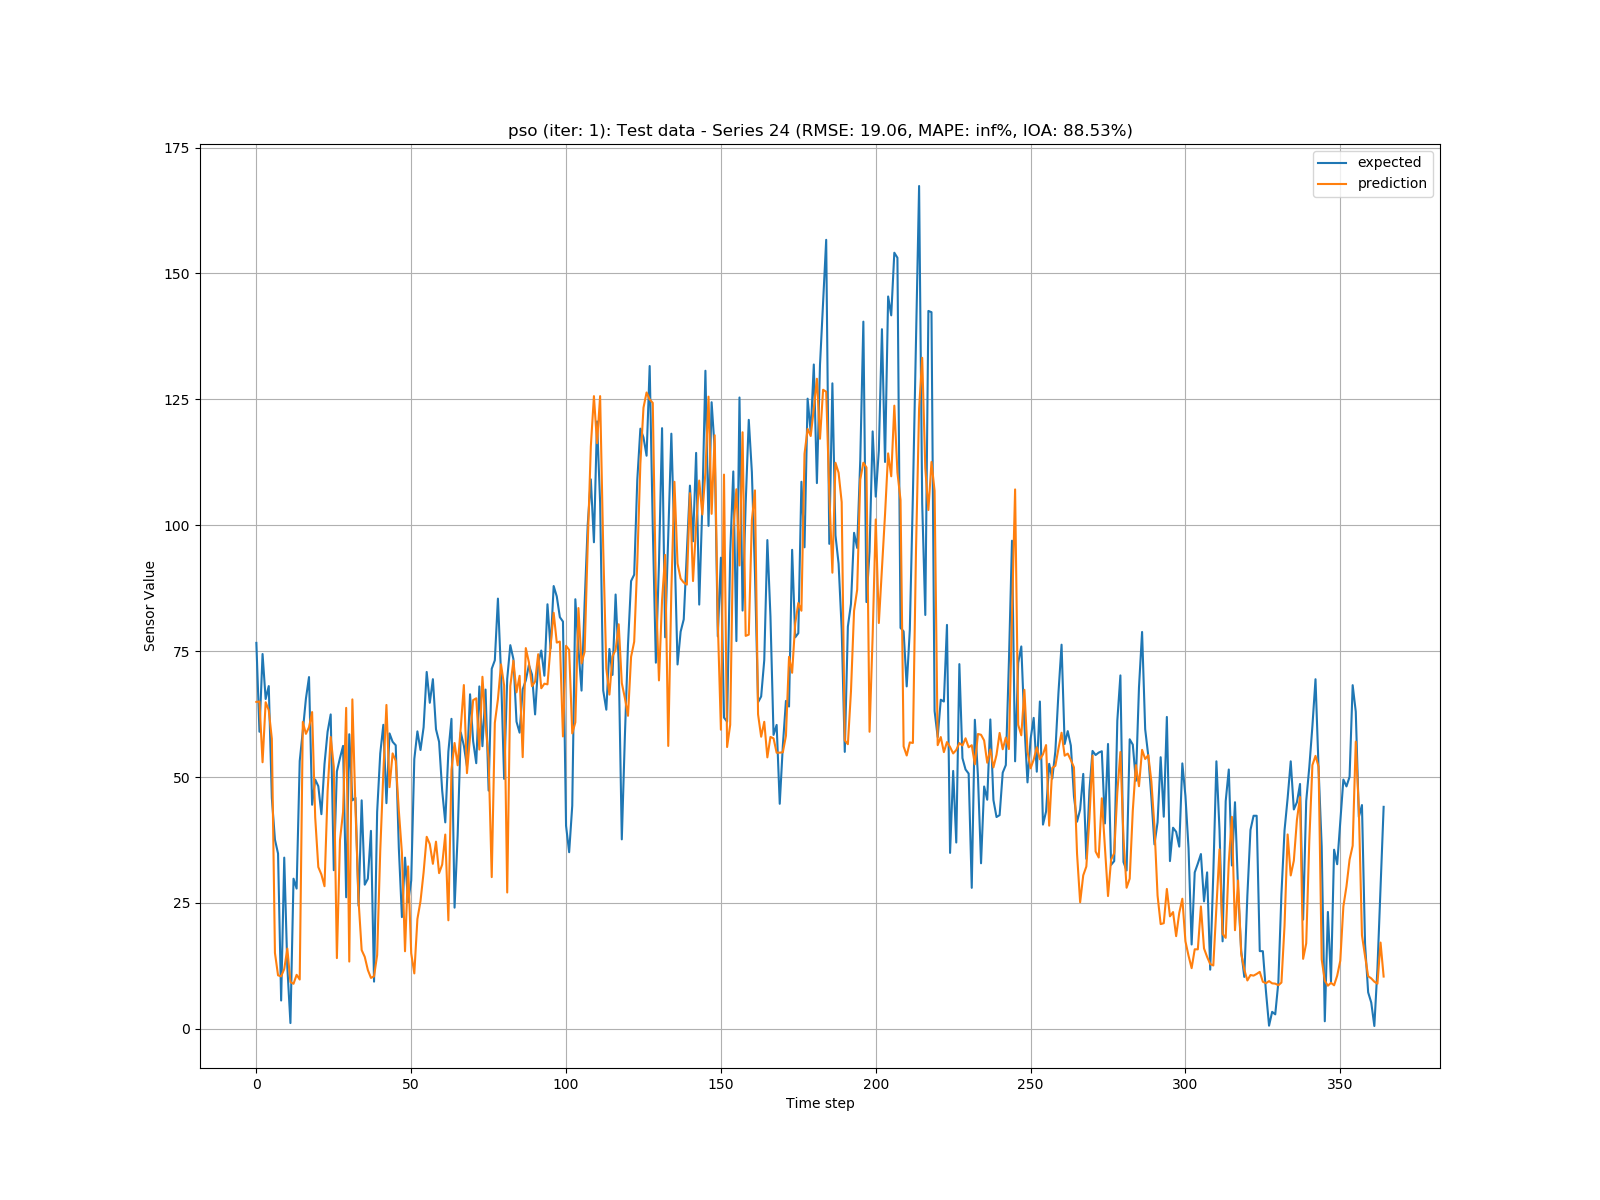 pso (iter: 1): Test data - Series 24 (RMSE: 19.06, MAPE: inf%, IOA: 88.53%)
expected
prediction
175
150
125
100
75
50
25
0
Sensor Value
0 50 100 150 200 250 300 350
Time step